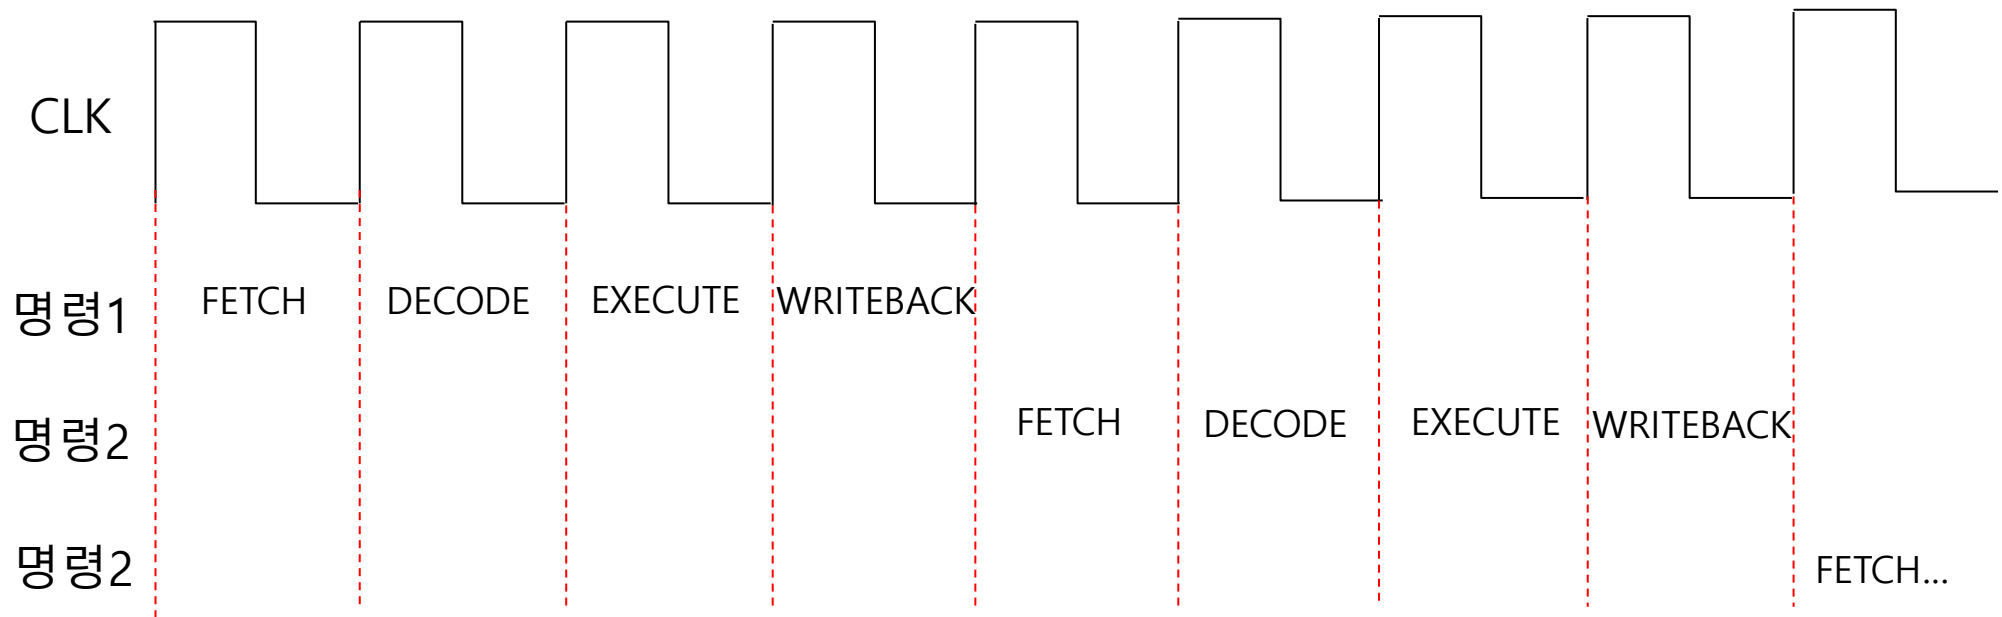 CLK
명령1 FETCH DECODE EXECUTE WRITEBACK
명령2 FETCH DECODE EXECUTE WRITEBACK
명령2 FETCH...